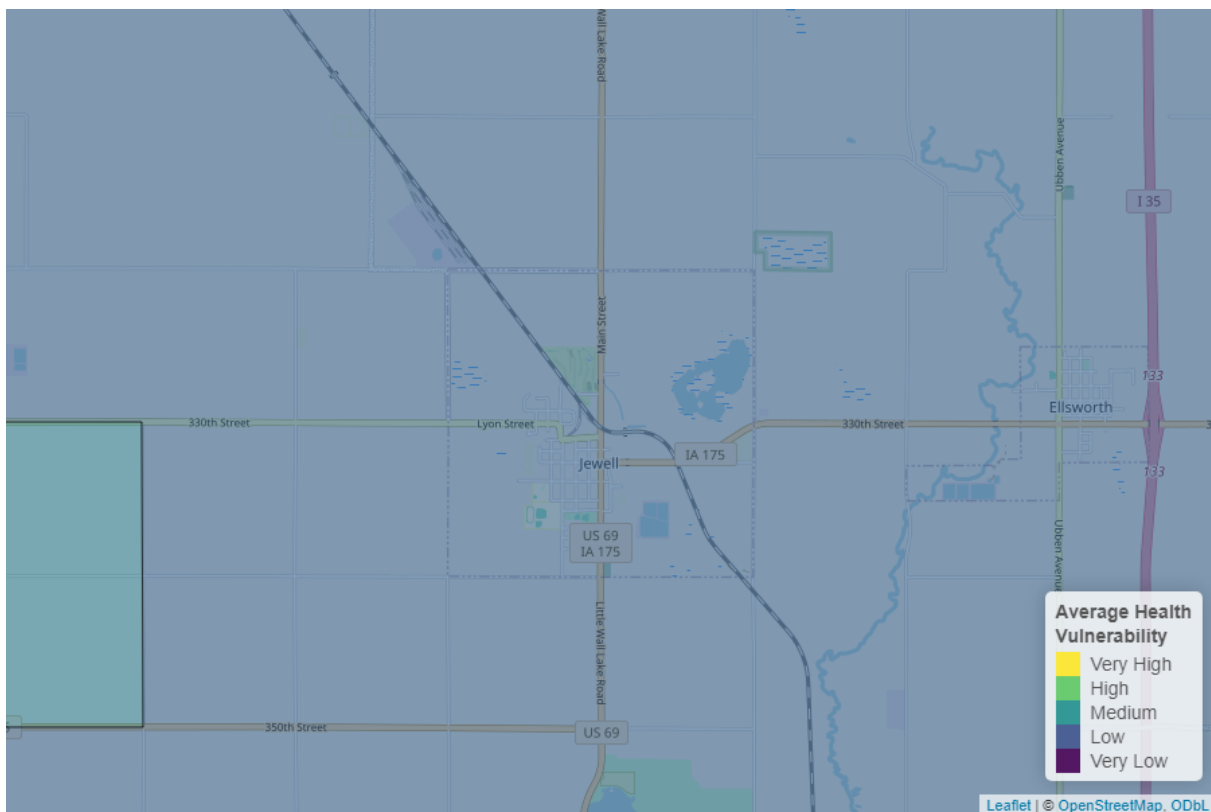 Wall Lake Road
Ubben Avenue
I 35
Main Street
133
Ellsworth
330th Street
Lyon Street
330th Street
IA 175
Jewell
133
US 69
IA 175
Ubben Avenue
Little Wall Lake Road
350th Street
US 69
Average Health
Vulnerability
Very High
High
Medium
Low
Very Low
Leaflet | © OpenStreetMap, ODbL